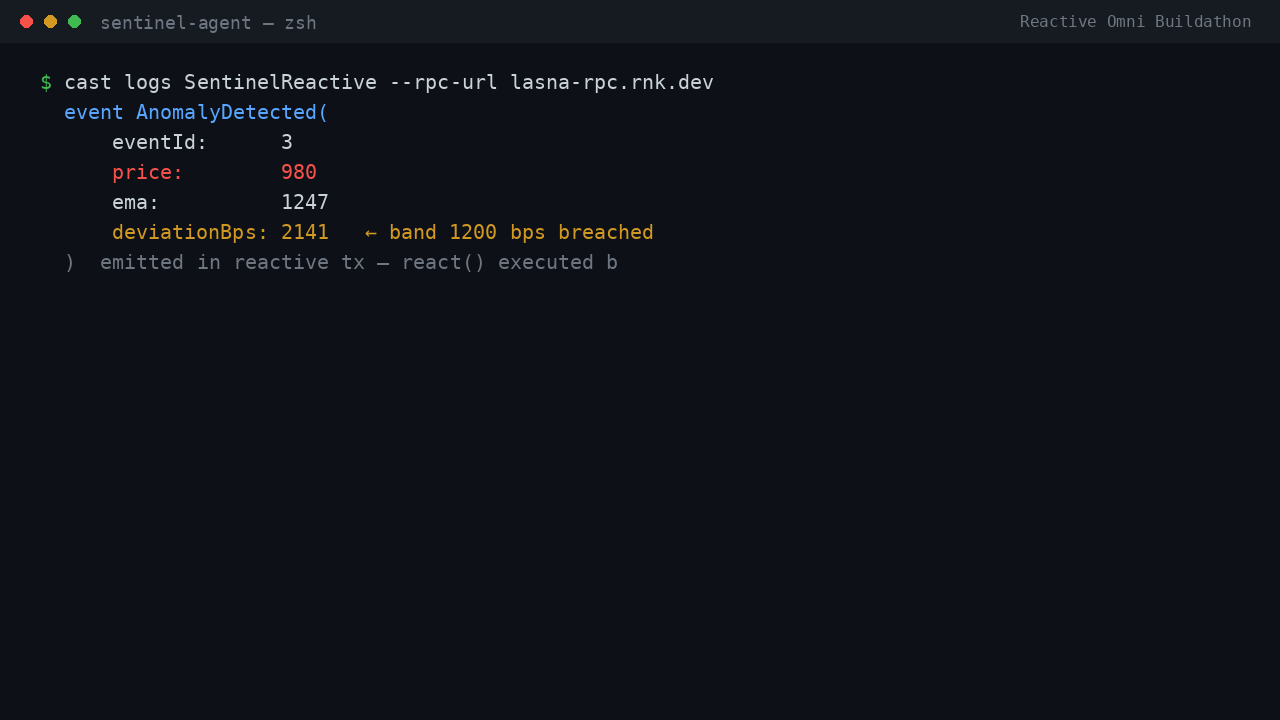 sentinel-agent — zsh
Reactive Omni Buildathon
$ cast logs SentinelReactive --rpc-url lasna-rpc.rnk.dev
event AnomalyDetected(
eventId: 3
price: 980
ema: 1247
deviationBps: 2141 ← band 1200 bps breached
) emitted in reactive tx — react() executed b